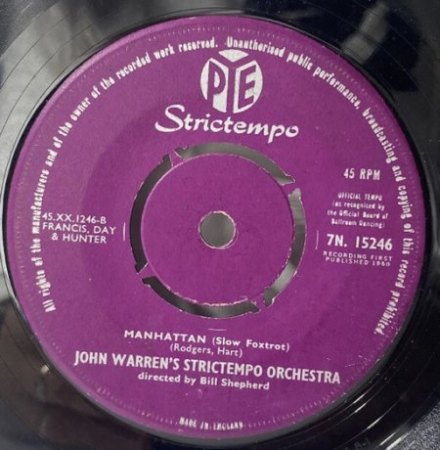 All rights of the manufacturers and of the owner of the recorded work reserved. Unauthorised public performance, broadcasting and copying of this record prohibited.
PYE
Strictempo
45 RPM
OFFICIAL TEMPO
(as recognised by
the Official Board of
Ballroom Dancing)
45.XX.1246-B
FRANCIS, DAY
& HUNTER
7N. 15246
RECORDING FIRST
PUBLISHED 1960
MANHATTAN (Slow Foxtrot)
(Rodgers, Hart)
JOHN WARREN'S STRICTEMPO ORCHESTRA
directed by Bill Shepherd
MADE IN ENGLAND